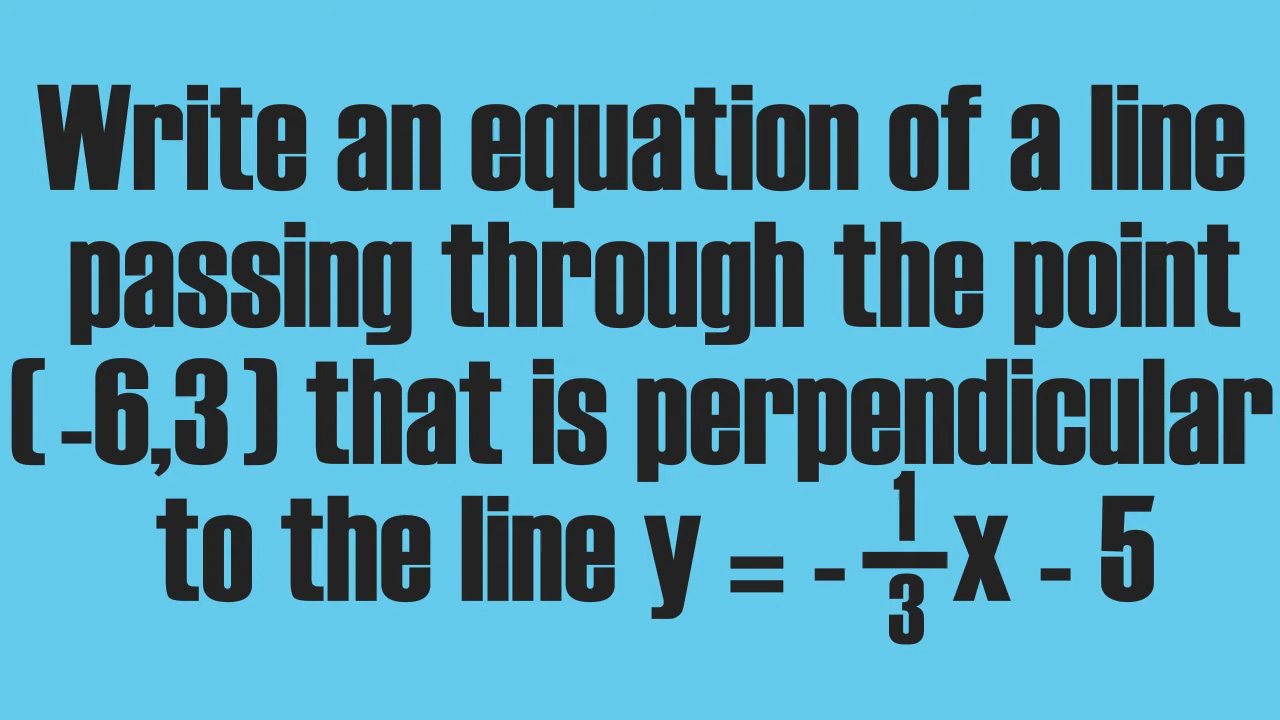 Write an equation of a line
passing through the point
(-6,3) that is perpendicular
to the line y = - 1/3 x - 5